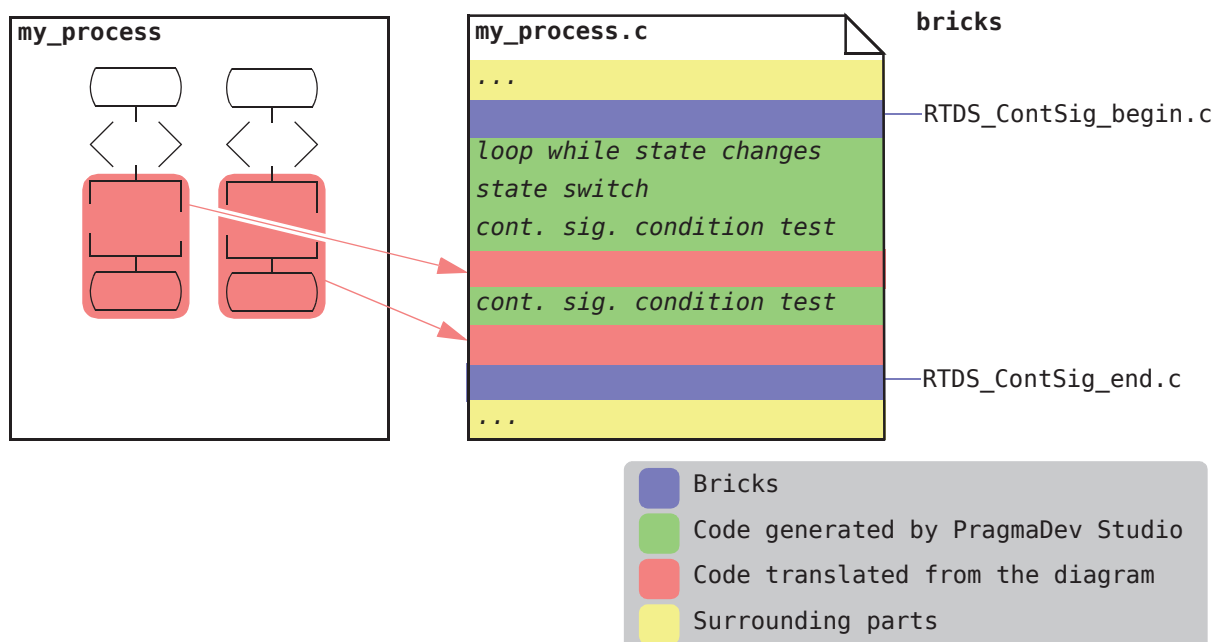 my_process
my_process.c
bricks
...
RTDS_ContSig_begin.c
loop while state changes
state switch
cont. sig. condition test
cont. sig. condition test
RTDS_ContSig_end.c
...
Bricks
Code generated by PragmaDev Studio
Code translated from the diagram
Surrounding parts